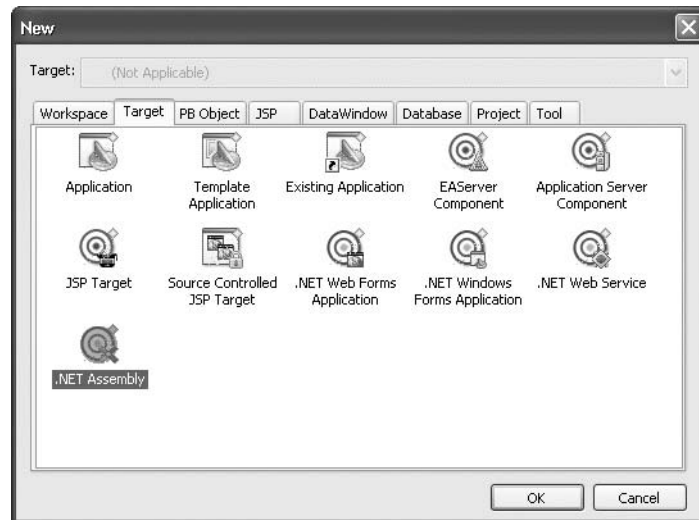 New
Target: (Not Applicable)
Workspace Target PB Object JSP DataWindow Database Project Tool
Application Template Application Existing Application EAServer Component Application Server Component
JSP Target Source Controlled JSP Target .NET Web Forms Application .NET Windows Forms Application .NET Web Service
.NET Assembly
OK Cancel